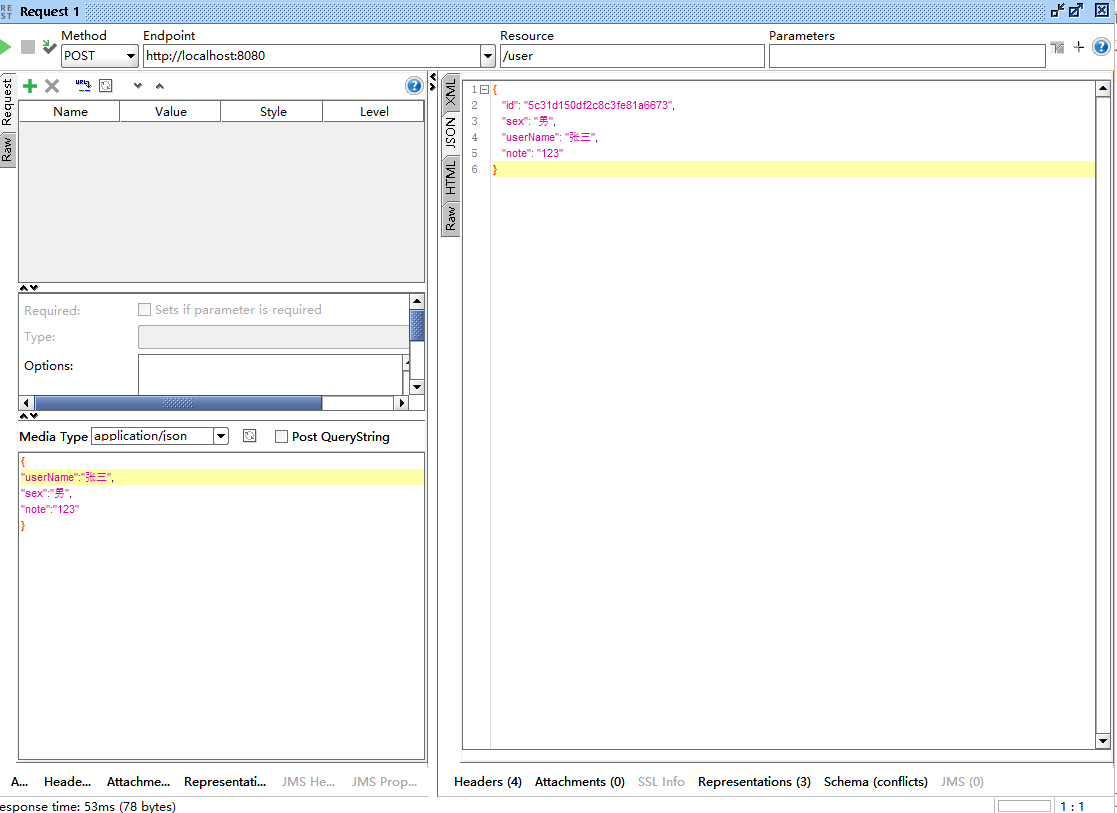 RE
ST
Request 1
Method
Endpoint
Resource
Parameters
POST
http://localhost:8080
/user
Request
Raw
Name
Value
Style
Level
Required:
Sets if parameter is required
Type:
Options:
Media Type
application/json
Post QueryString
{
"userName":"张三",
"sex":"男",
"note":"123"
}
A...
Heade...
Attachme...
Representati...
JMS He...
JMS Prop...
esponse time: 53ms (78 bytes)
XML
JSON
HTML
Raw
1 {
2 "id": "5c31d150df2c8c3fe81a6673",
3 "sex": "男",
4 "userName": "张三",
5 "note": "123"
6 }
Headers (4)
Attachments (0)
SSL Info
Representations (3)
Schema (conflicts)
JMS (0)
1 : 1